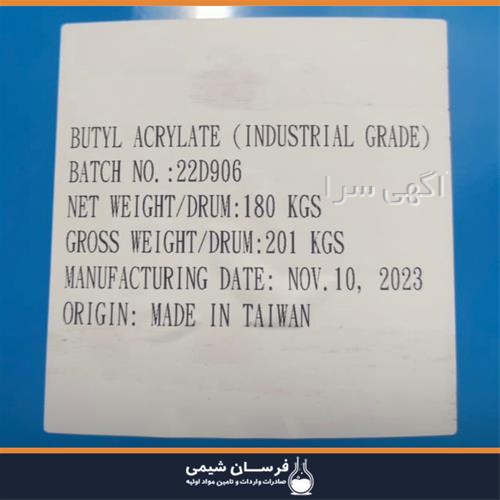 BUTYL ACRYLATE (INDUSTRIAL GRADE)
BATCH NO.:22D906
آگهی سرا
NET WEIGHT/DRUM:180 KGS
GROSS WEIGHT/DRUM:201 KGS
MANUFACTURING DATE: NOV.10, 2023
ORIGIN: MADE IN TAIWAN
فرسان شیمی
صادرات واردات و تامین مواد اولیه